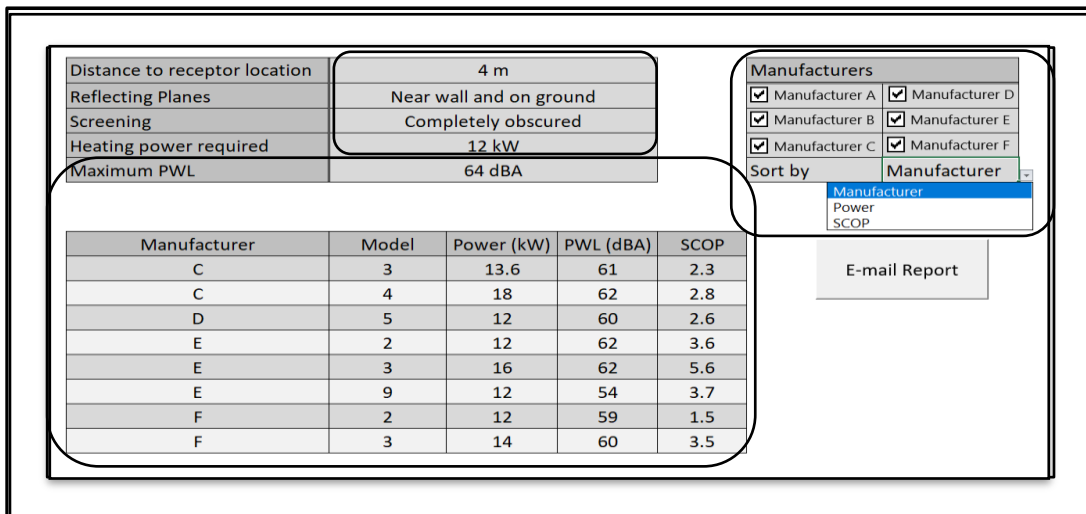 Distance to receptor location 4 m
Reflecting Planes Near wall and on ground
Screening Completely obscured
Heating power required 12 kW
Maximum PWL 64 dBA
Manufacturers
Manufacturer A Manufacturer D
Manufacturer B Manufacturer E
Manufacturer C Manufacturer F
Sort by Manufacturer
Manufacturer
Power
SCOP
E-mail Report
Manufacturer Model Power (kW) PWL (dBA) SCOP
C 3 13.6 61 2.3
C 4 18 62 2.8
D 5 12 60 2.6
E 2 12 62 3.6
E 3 16 62 5.6
E 9 12 54 3.7
F 2 12 59 1.5
F 3 14 60 3.5